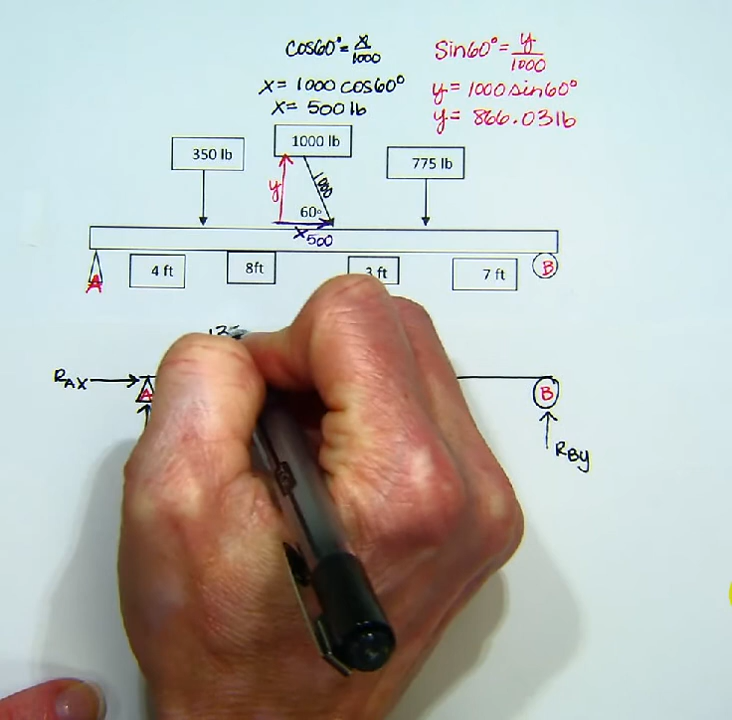 cos60°=x/1000
x= 1000 cos60°
x= 500 lb
Sin60°=y/1000
y= 1000 sin60°
y= 866.03 lb
350 lb
1000 lb
775 lb
y
1000
60°
x 500
A
4 ft
8ft
3 ft
7 ft
B
RAX
A
B
RBY